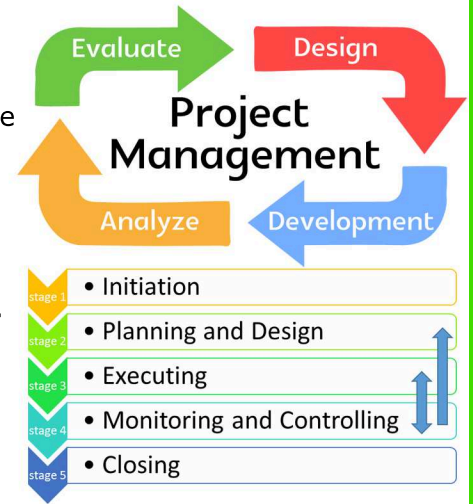 Evaluate
Design
e
Project
Management
Analyze
Development
stage 1
• Initiation
stage 2
• Planning and Design
stage 3
• Executing
stage 4
• Monitoring and Controlling
stage 5
• Closing